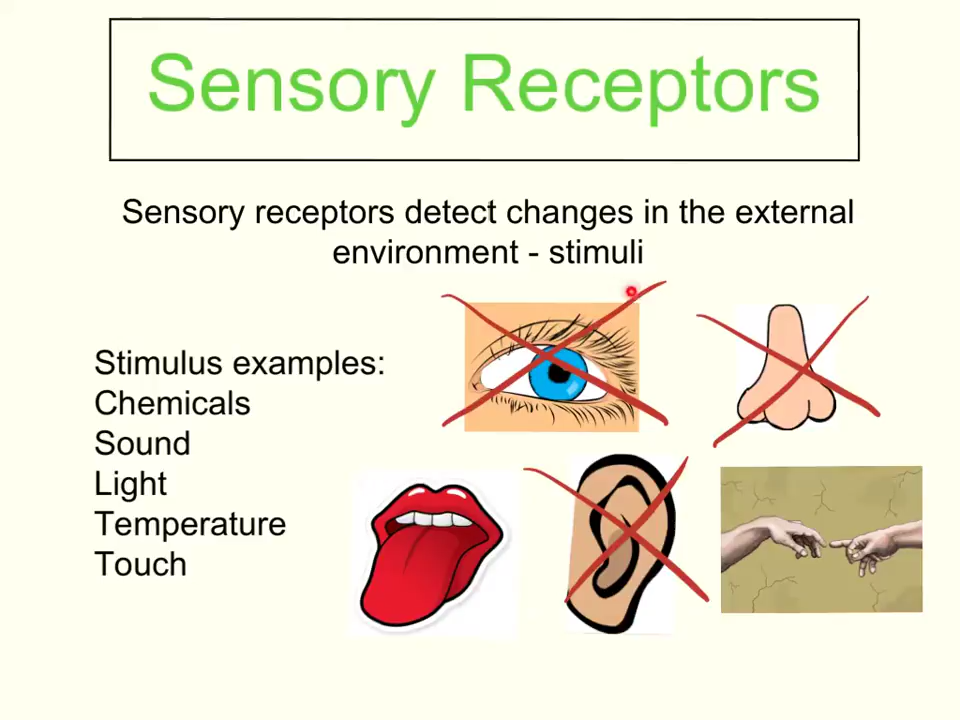 Sensory Receptors
Sensory receptors detect changes in the external
environment - stimuli
Stimulus examples:
Chemicals
Sound
Light
Temperature
Touch